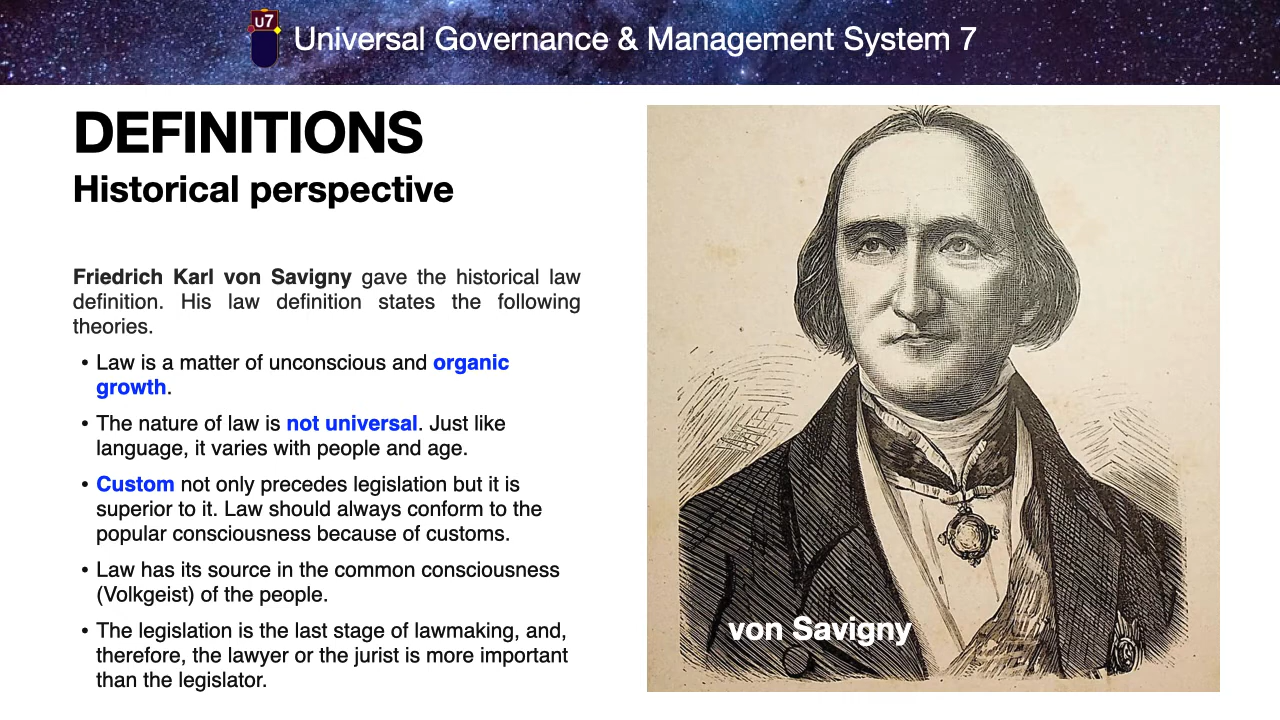 U7
Universal Governance & Management System 7
DEFINITIONS
Historical perspective
Friedrich Karl von Savigny gave the historical law
definition. His law definition states the following
theories.
• Law is a matter of unconscious and organic
growth.
• The nature of law is not universal. Just like
language, it varies with people and age.
• Custom not only precedes legislation but it is
superior to it. Law should always conform to the
popular consciousness because of customs.
• Law has its source in the common consciousness
(Volkgeist) of the people.
• The legislation is the last stage of lawmaking, and,
therefore, the lawyer or the jurist is more important
than the legislator.
von Savigny